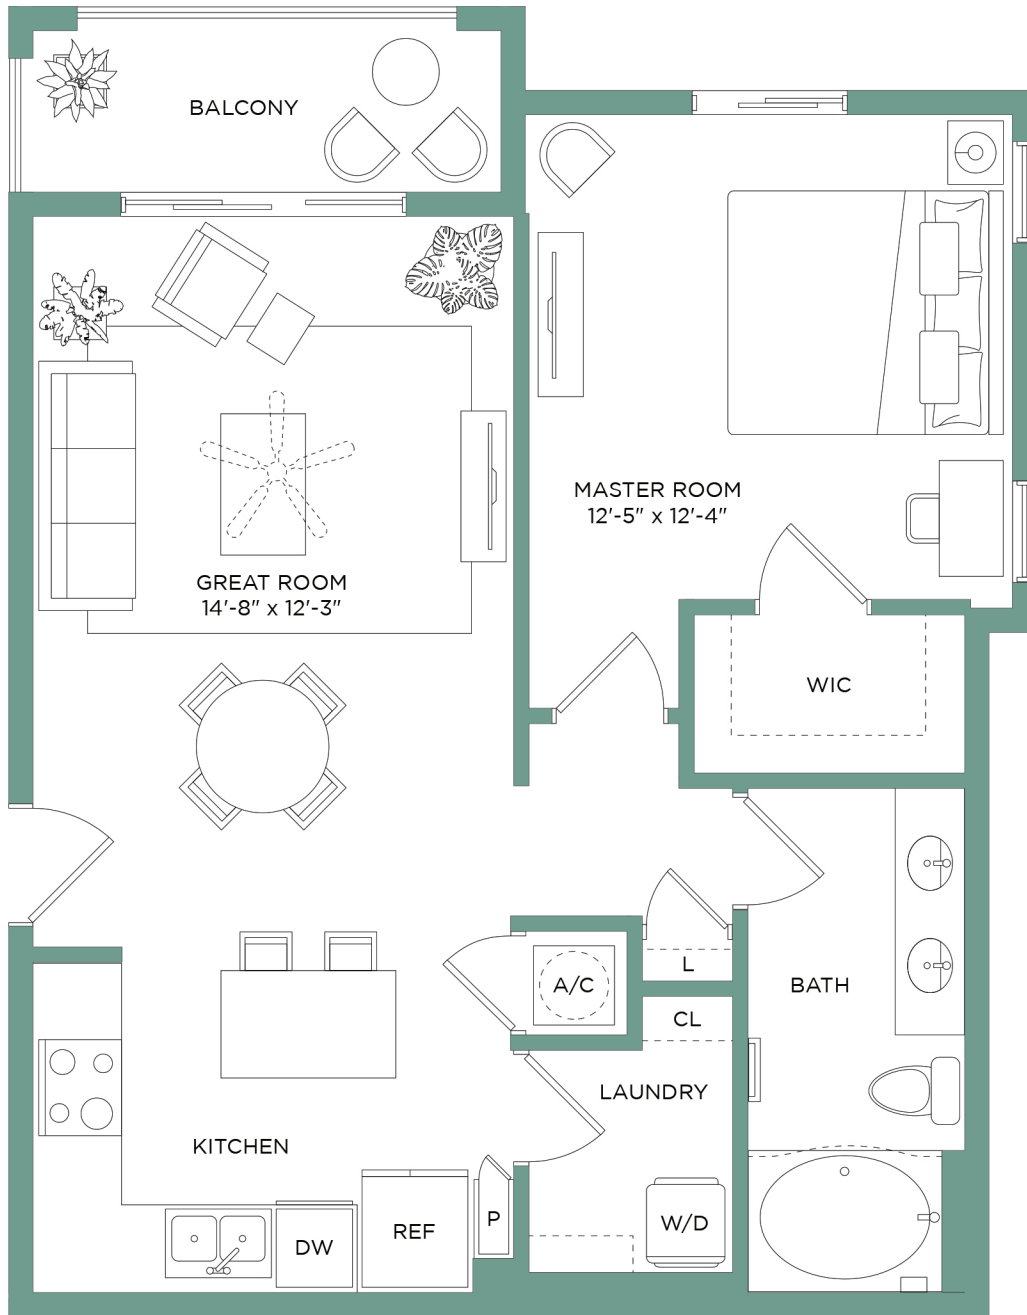 BALCONY
MASTER ROOM
12'-5" x 12'-4"
GREAT ROOM
14'-8" x 12'-3"
WIC
L
A/C
BATH
CL
LAUNDRY
KITCHEN
P
W/D
REF
DW